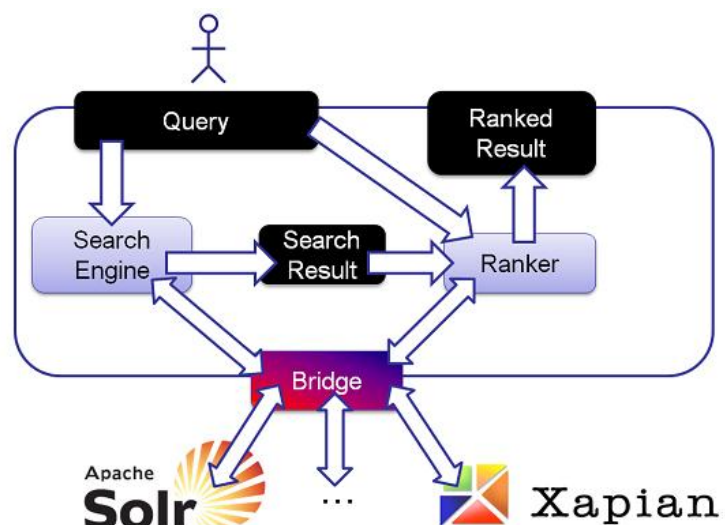 Query
Ranked
Result
Search
Engine
Search
Result
Ranker
Bridge
Apache
Solr
...
Xapian